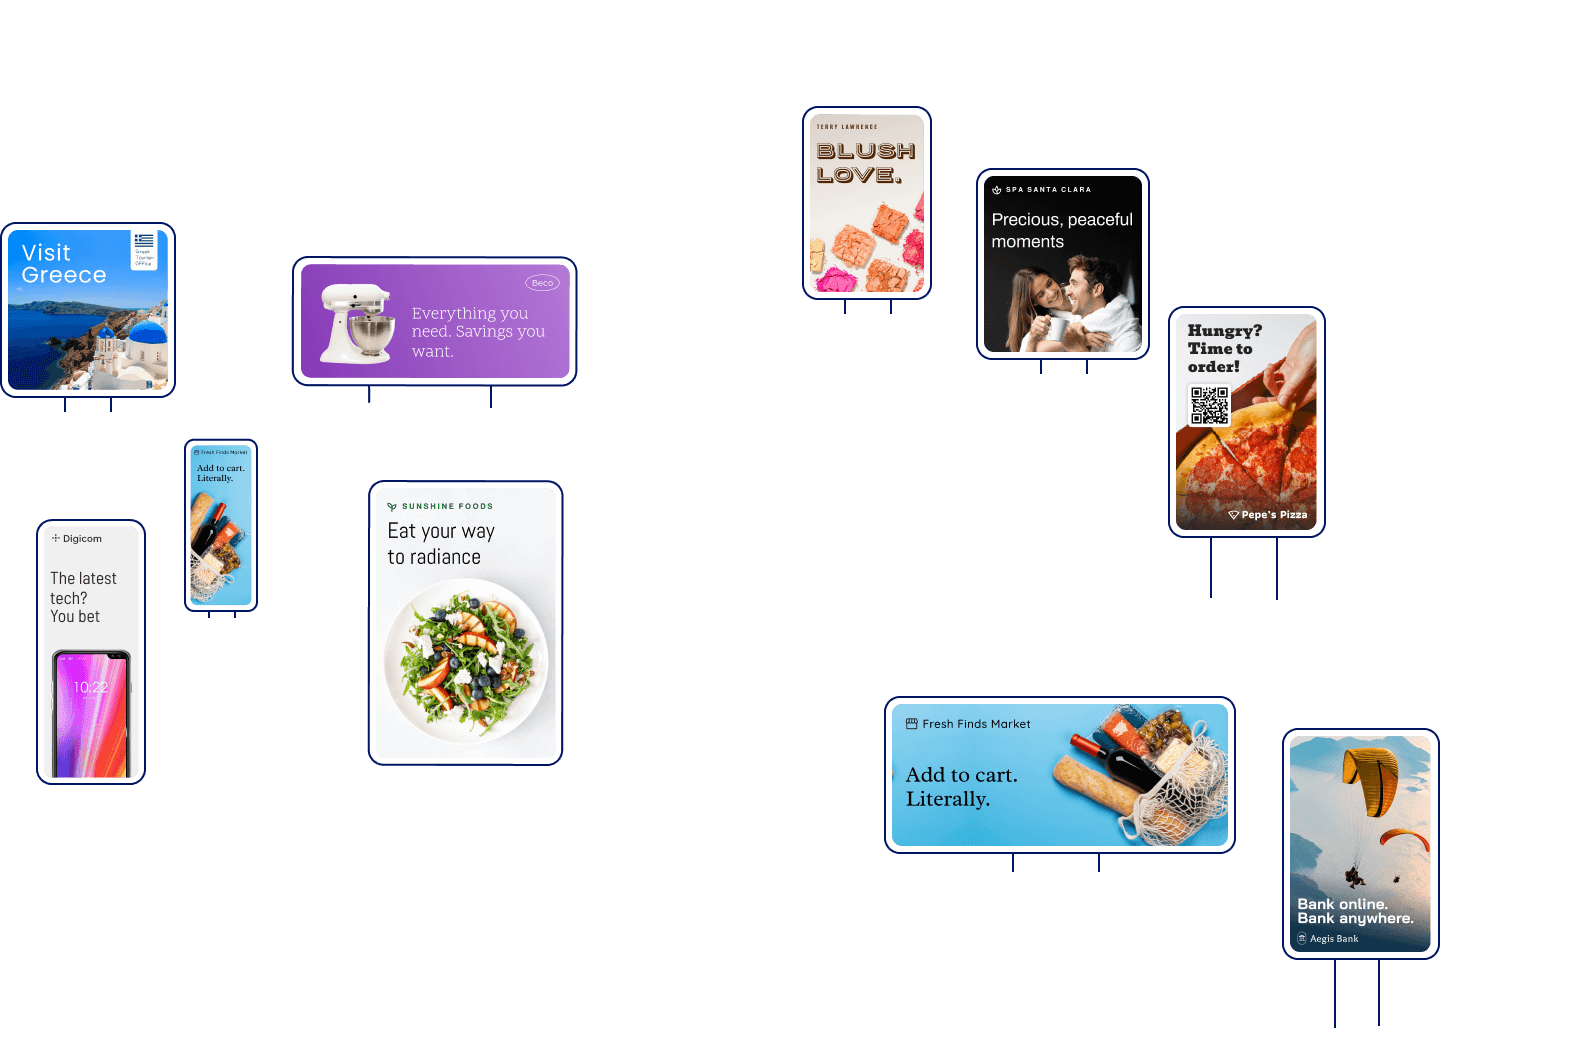 TERRY LAWRENCE
BLUSH
LOVE.
SPA SANTA CLARA
Precious, peaceful
moments
Visit
Greece
Greek
Tourism
Office
Beco
Everything you
need. Savings you
want.
Hungry?
Time to
order!
Pepe's Pizza
Fresh Finds Market
Add to cart.
Literally.
SUNSHINE FOODS
Eat your way
to radiance
Digicom
The latest
tech?
You bet
10:22
Fresh Finds Market
Add to cart.
Literally.
Bank online.
Bank anywhere.
Aegis Bank